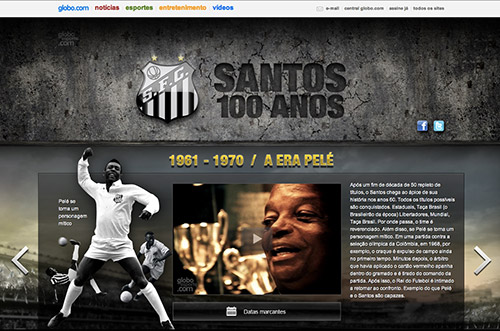 globo.com notícias esportes entretenimento vídeos e-mail central globo.com assine já todos os sites
globo
.com
S.F.C.
SANTOS
100 ANOS
1961 - 1970 / A ERA PELÉ
Pelé se
torna um
personagem
mítico
globo
.com
Datas marcantes
Após um fim de década de 50 repleto de
títulos, o Santos chega ao ápice de sua
história nos anos 60. Todos os títulos possíveis
são conquistados. Estaduais, Taça Brasil (o
Brasileirão da época) Libertadores, Mundial,
Taça Brasil. Por onde passa, o time é
reverenciado. Além disso, se Pelé se torna um
personagem mítico. Em uma partida contra a
seleção olímpica da Colômbia, em 1968, por
exemplo, o craque é expulso de campo ainda
no primeiro tempo. Minutos depois, o árbitro
que havia aplicado o cartão vermelho apanha
dentro do gramado e é tirado do comando da
partida. Após isso, o Rei do Futebol é intimado
a retornar ao confronto. Exemplo do que Pelé
e o Santos são capazes.